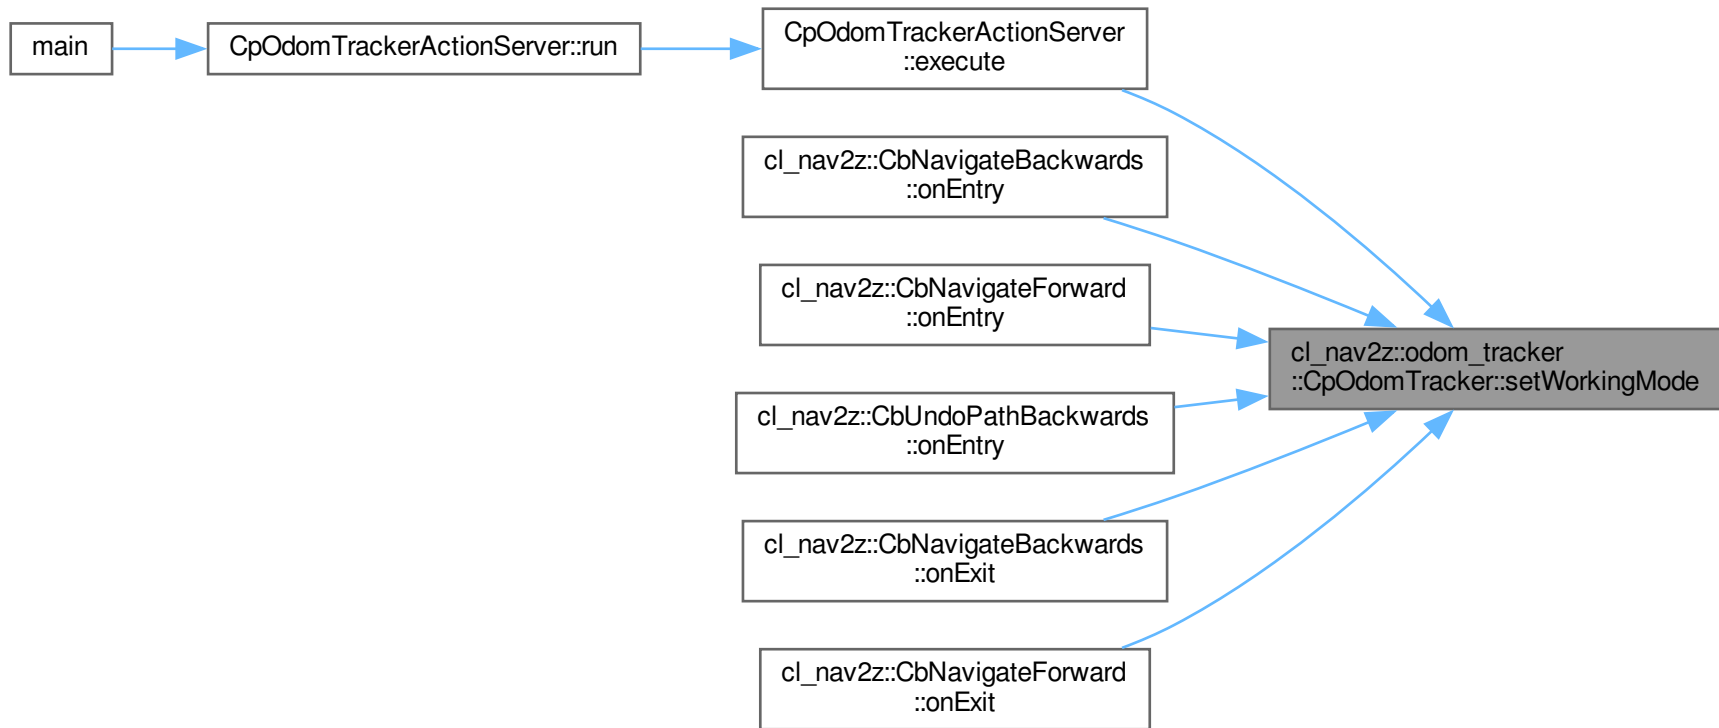 main
CpOdomTrackerActionServer::run
CpOdomTrackerActionServer
::execute
cl_nav2z::CbNavigateBackwards
::onEntry
cl_nav2z::CbNavigateForward
::onEntry
cl_nav2z::CbUndoPathBackwards
::onEntry
cl_nav2z::CbNavigateBackwards
::onExit
cl_nav2z::CbNavigateForward
::onExit
cl_nav2z::odom_tracker
::CpOdomTracker::setWorkingMode